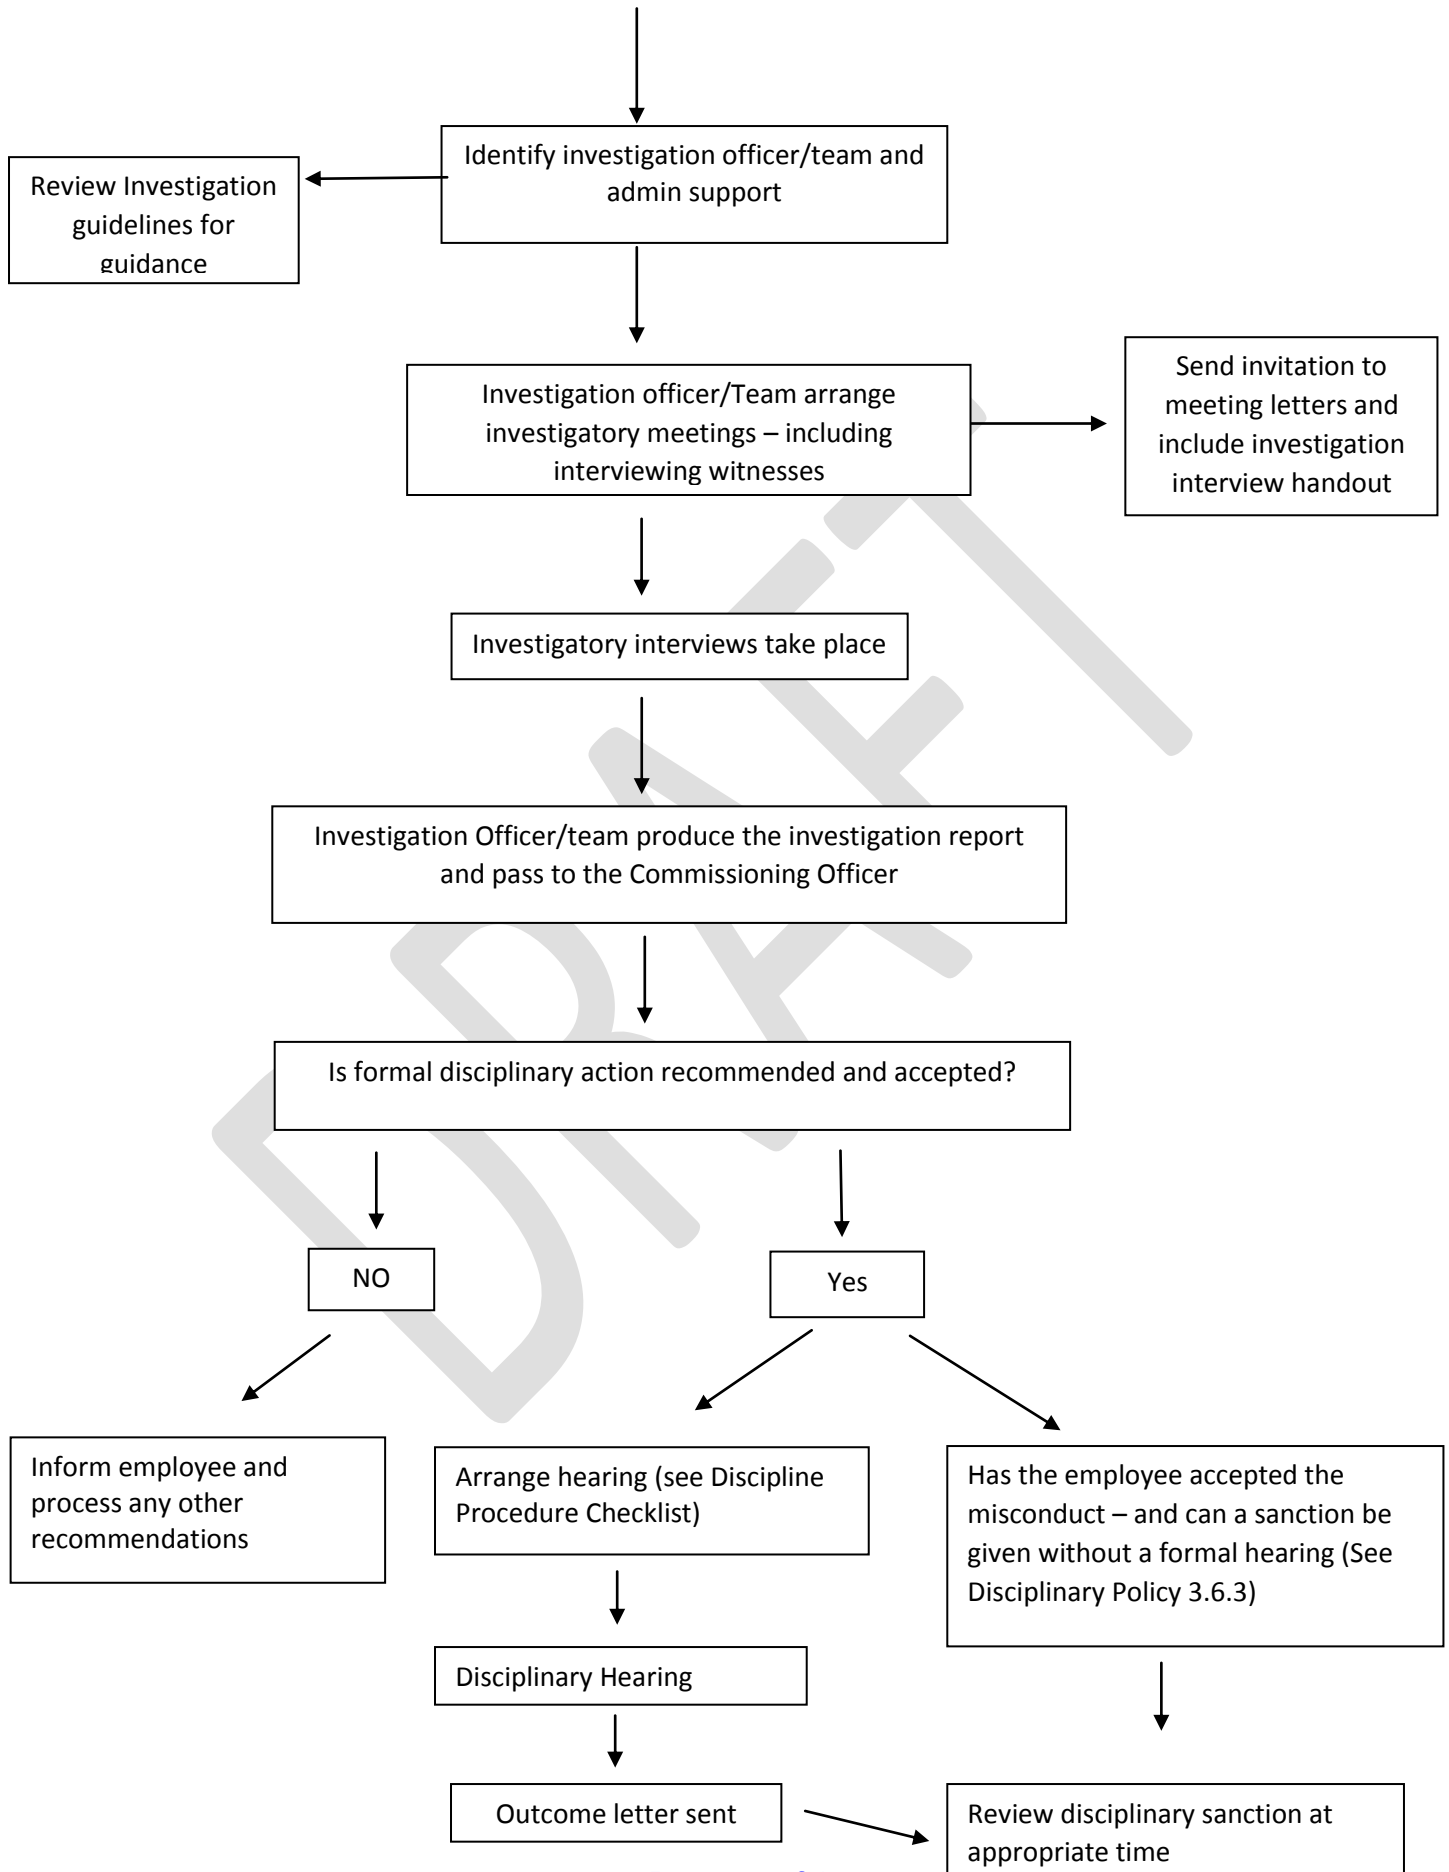 Identify investigation officer/team and
admin support
Review Investigation
guidelines for
guidance
Investigation officer/Team arrange
investigatory meetings – including
interviewing witnesses
Send invitation to
meeting letters and
include investigation
interview handout
Investigatory interviews take place
Investigation Officer/team produce the investigation report
and pass to the Commissioning Officer
Is formal disciplinary action recommended and accepted?
NO
Yes
Inform employee and
process any other
recommendations
Arrange hearing (see Discipline
Procedure Checklist)
Has the employee accepted the
misconduct – and can a sanction be
given without a formal hearing (See
Disciplinary Policy 3.6.3)
Disciplinary Hearing
Outcome letter sent
Review disciplinary sanction at
appropriate time
DRAFT